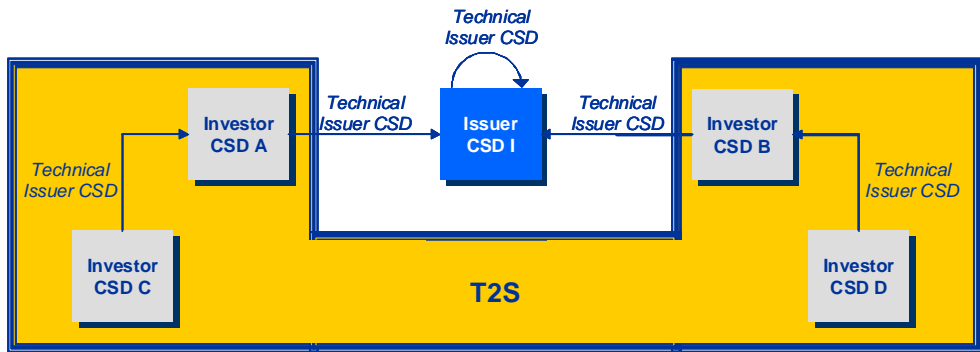 Technical
Issuer CSD
Investor
CSD A
Technical
Issuer CSD
Issuer
CSD I
Technical
Issuer CSD
Investor
CSD B
Technical
Issuer CSD
Technical
Issuer CSD
Investor
CSD C
T2S
Investor
CSD D